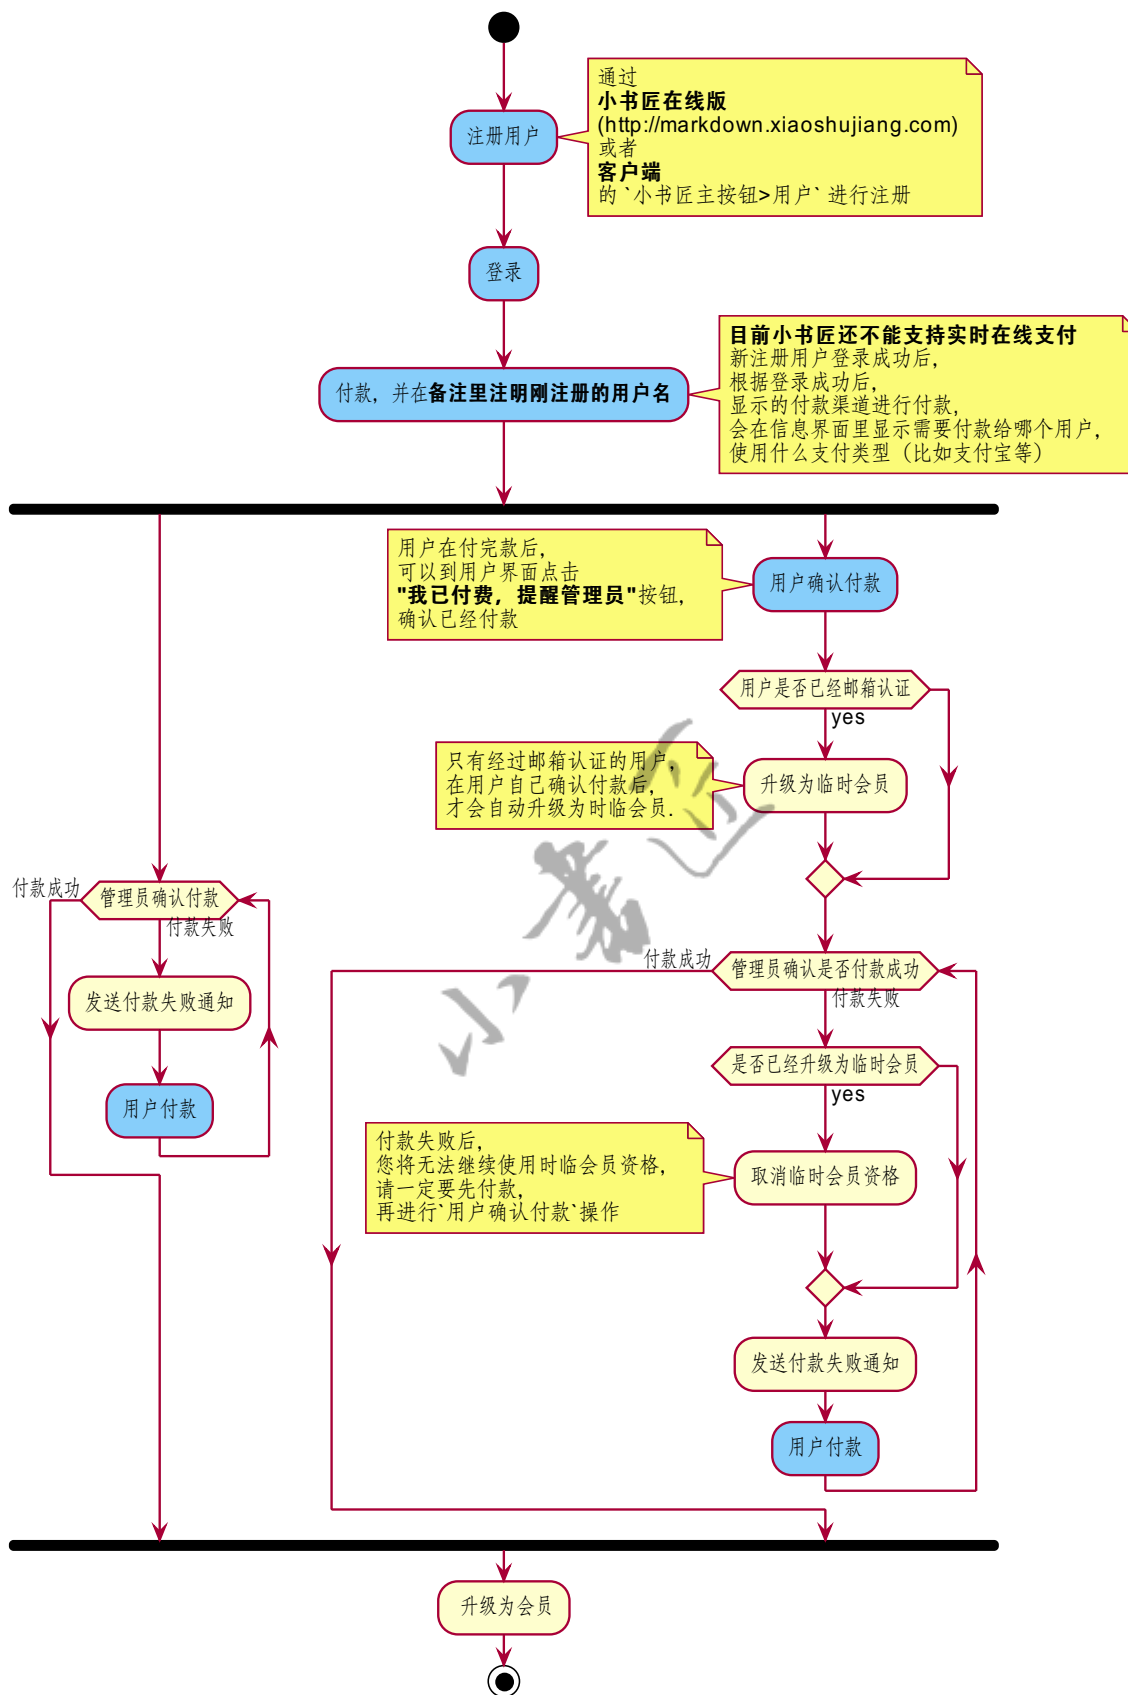 通过
小书匠在线版
(http://markdown.xiaoshujiang.com)
或者
客户端
的 `小书匠主按钮>用户` 进行注册
注册用户
登录
目前小书匠还不能支持实时在线支付
新注册用户登录成功后,
根据登录成功后,
显示的付款渠道进行付款,
会在信息界面里显示需要付款给哪个用户,
使用什么支付类型（比如支付宝等）
付款，并在备注里注明刚注册的用户名
用户在付完款后,
可以到用户界面点击
"我已付费，提醒管理员"按钮,
确认已经付款
用户确认付款
用户是否已经邮箱认证
yes
只有经过邮箱认证的用户,
在用户自己确认付款后,
才会自动升级为时临会员.
升级为临时会员
付款成功
管理员确认付款
付款失败
发送付款失败通知
用户付款
付款成功
管理员确认是否付款成功
付款失败
是否已经升级为临时会员
yes
付款失败后,
您将无法继续使用时临会员资格,
请一定要先付款,
再进行`用户确认付款`操作
取消临时会员资格
发送付款失败通知
用户付款
升级为会员
小書匠